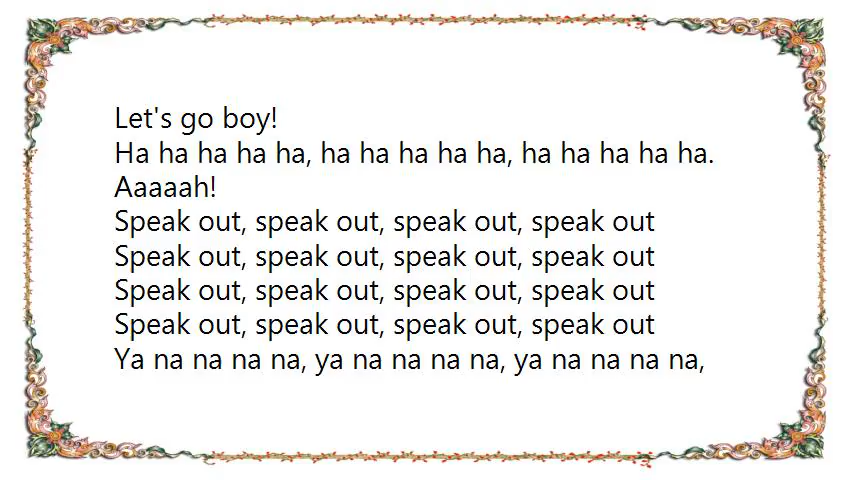 Let's go boy!
Ha ha ha ha ha, ha ha ha ha ha, ha ha ha ha ha.
Aaaaah!
Speak out, speak out, speak out, speak out
Speak out, speak out, speak out, speak out
Speak out, speak out, speak out, speak out
Speak out, speak out, speak out, speak out
Ya na na na na, ya na na na na, ya na na na na,